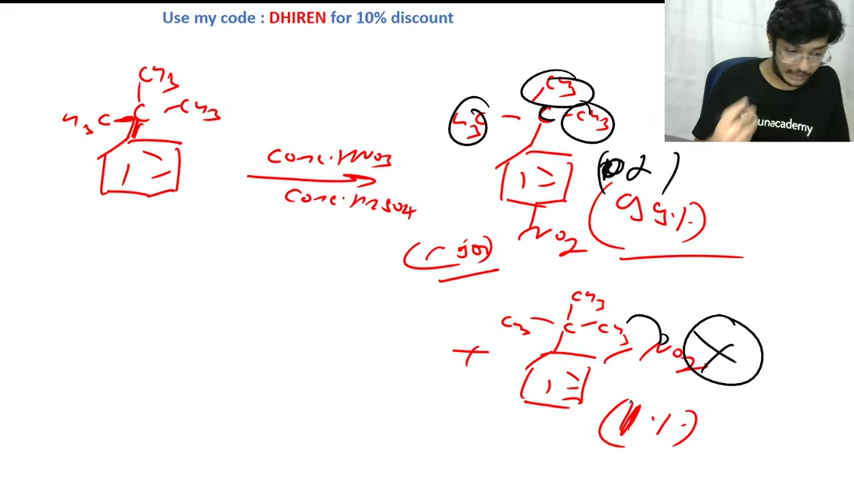 Use my code : DHIREN for 10% discount
CH3
H3C — C — CH3
conc. HNO3
conc. H2SO4
CH3
H3C — C — CH3
NO2
99%
+
CH3
CH3 — C — CH3
NO2
unacademy